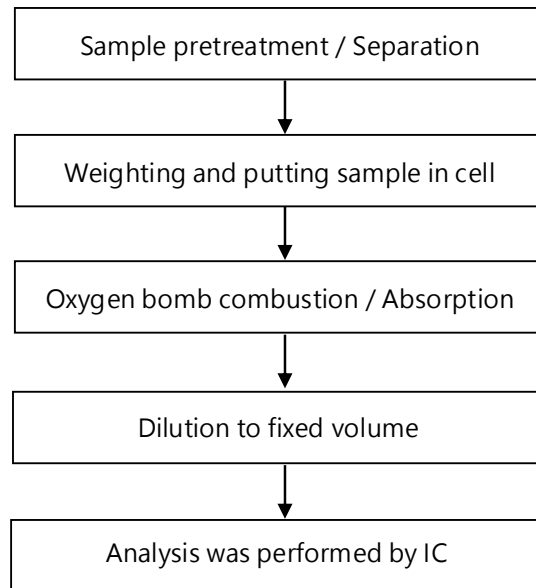 Sample pretreatment / Separation
Weighting and putting sample in cell
Oxygen bomb combustion / Absorption
Dilution to fixed volume
Analysis was performed by IC